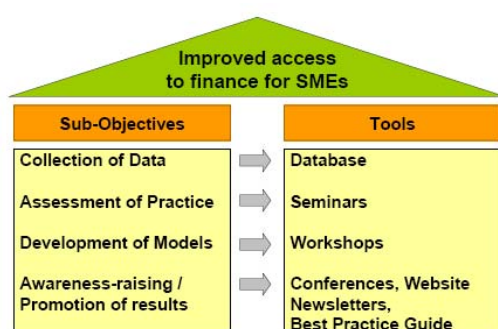 Improved access
to finance for SMEs
Sub-Objectives
Tools
Collection of Data
Database
Assessment of Practice
Seminars
Development of Models
Workshops
Awareness-raising /
Promotion of results
Conferences, Website
Newsletters,
Best Practice Guide